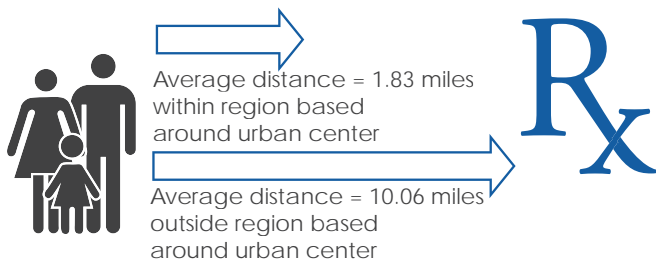 Average distance = 1.83 miles
within region based
around urban center
Rx
Average distance = 10.06 miles
outside region based
around urban center